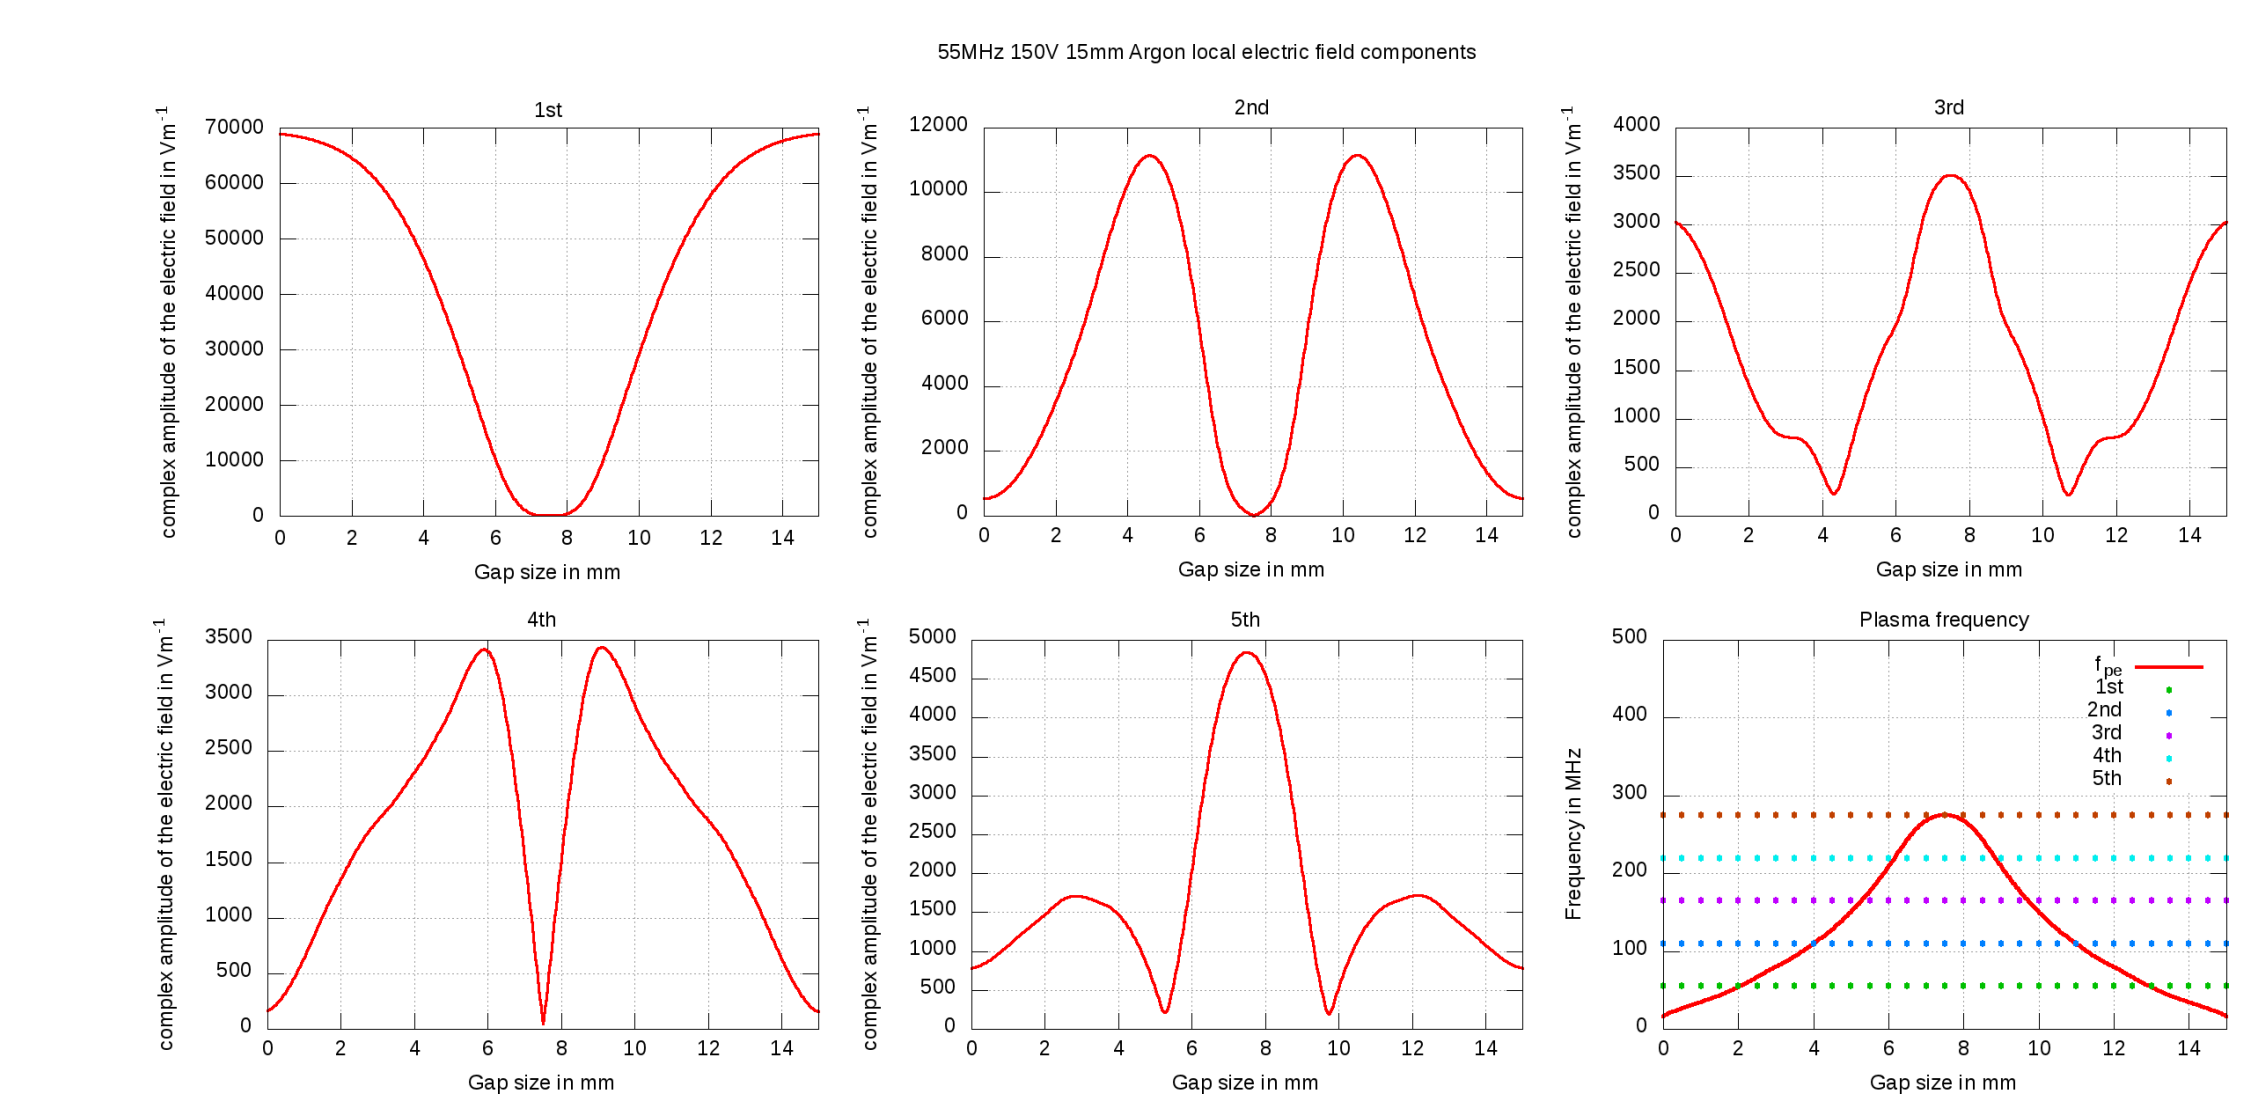 55MHz 150V 15mm Argon local electric field components
1st
complex amplitude of the electric field in Vm-1
70000
60000
50000
40000
30000
20000
10000
0
0 2 4 6 8 10 12 14
Gap size in mm
2nd
complex amplitude of the electric field in Vm-1
12000
10000
8000
6000
4000
2000
0
0 2 4 6 8 10 12 14
Gap size in mm
3rd
complex amplitude of the electric field in Vm-1
4000
3500
3000
2500
2000
1500
1000
500
0
0 2 4 6 8 10 12 14
Gap size in mm
4th
complex amplitude of the electric field in Vm-1
3500
3000
2500
2000
1500
1000
500
0
0 2 4 6 8 10 12 14
Gap size in mm
5th
complex amplitude of the electric field in Vm-1
5000
4500
4000
3500
3000
2500
2000
1500
1000
500
0
0 2 4 6 8 10 12 14
Gap size in mm
Plasma frequency
Frequency in MHz
500
400
300
200
100
0
fpe
1st
2nd
3rd
4th
5th
0 2 4 6 8 10 12 14
Gap size in mm